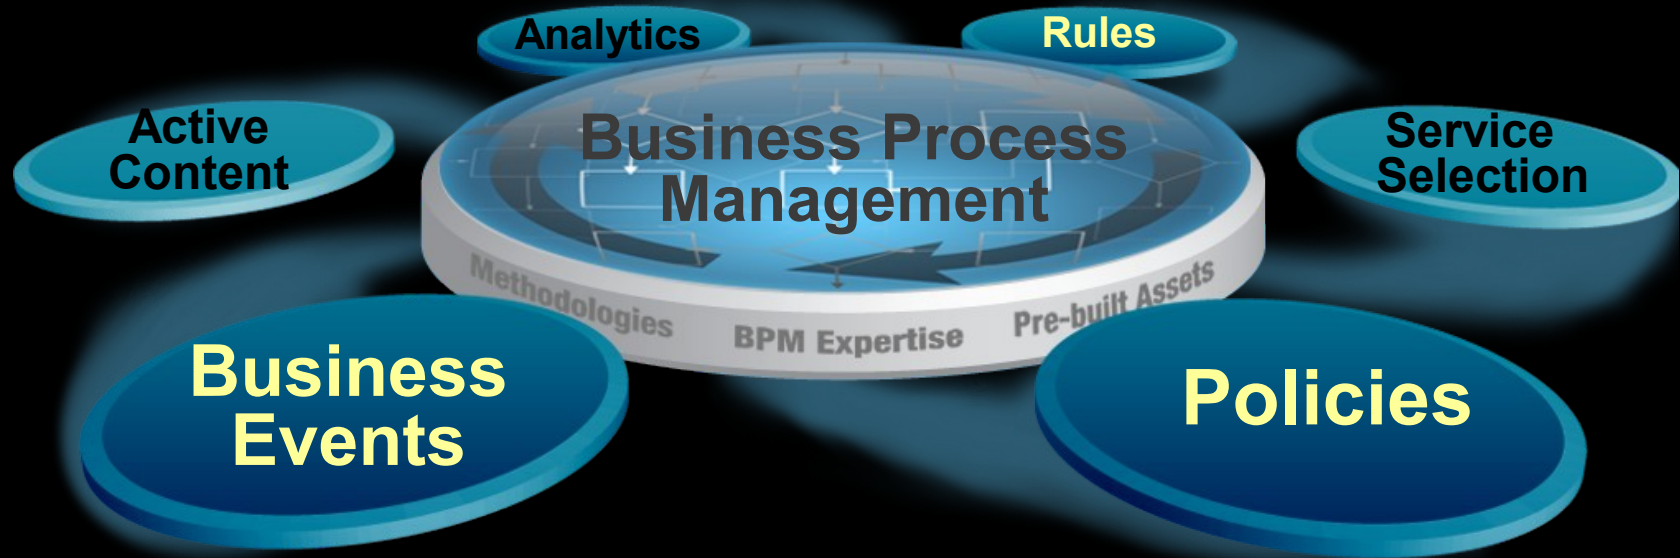 Analytics
Rules
Active
Content
Business Process
Management
Service
Selection
Methodologies
BPM Expertise
Pre-built Assets
Business
Events
Policies